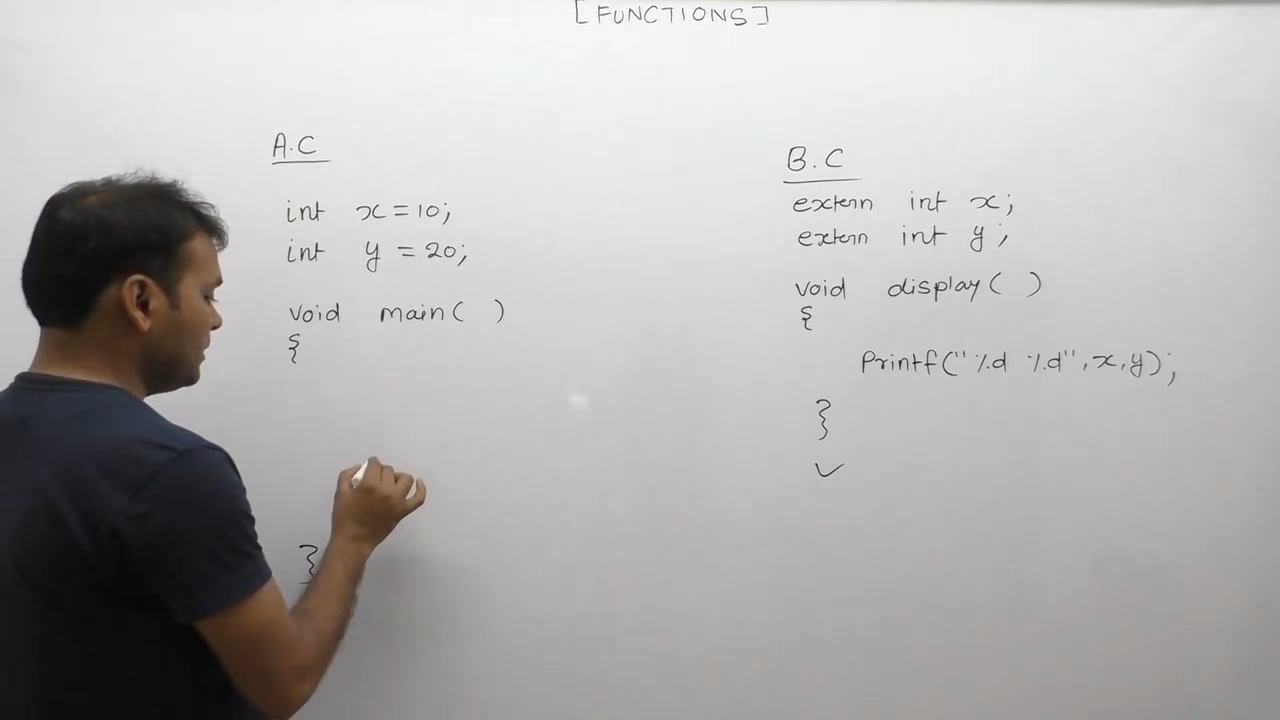 [FUNCTIONS]
A.C
int x=10;
int y = 20;
void main( )
{
}
B.C
extern int x;
extern int y;
void display( )
{
Printf("%d %d",x,y);
}